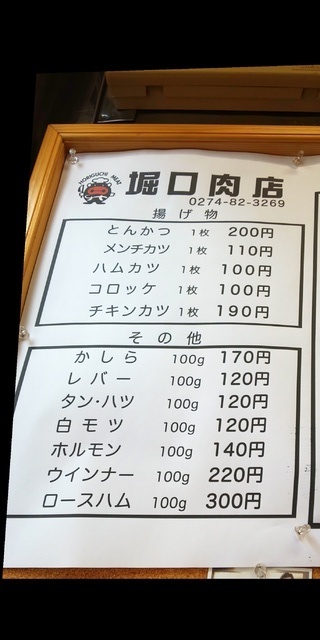 HORIGUCHI MEAT
堀口肉店
0274-82-3269
揚げ物
とんかつ 1枚 200円
メンチカツ 1枚 110円
ハムカツ 1枚 100円
コロッケ 1枚 100円
チキンカツ 1枚 190円
その他
かしら 100g 170円
レバー 100g 120円
タン・ハツ 100g 120円
白モツ 100g 120円
ホルモン 100g 140円
ウインナー 100g 220円
ロースハム 100g 300円